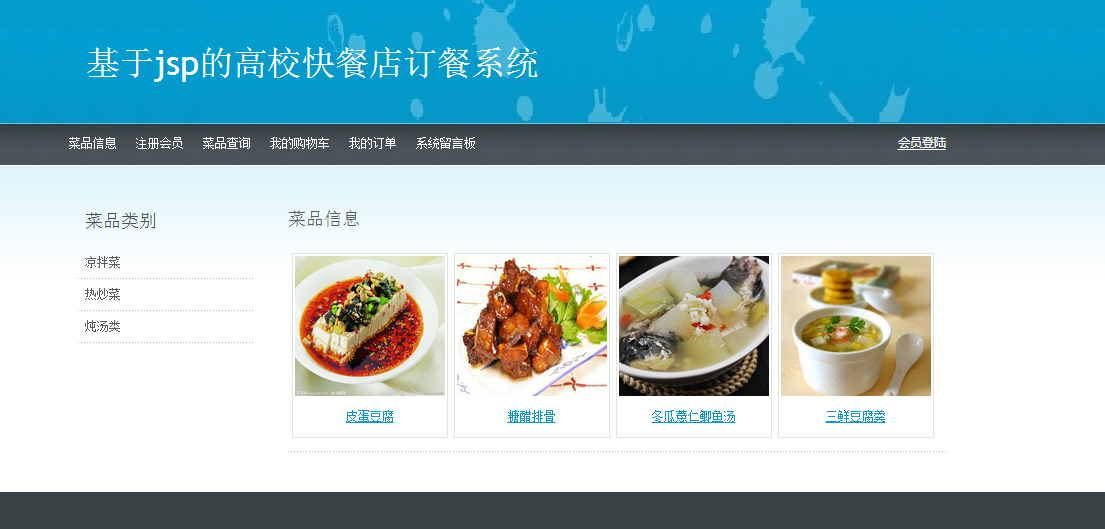 基于jsp的高校快餐店订餐系统
菜品信息 注册会员 菜品查询 我的购物车 我的订单 系统留言板 会员登陆
菜品类别
凉拌菜
热炒菜
炖汤类
菜品信息
皮蛋豆腐 糖醋排骨 冬瓜薏仁鲫鱼汤 三鲜豆腐羹